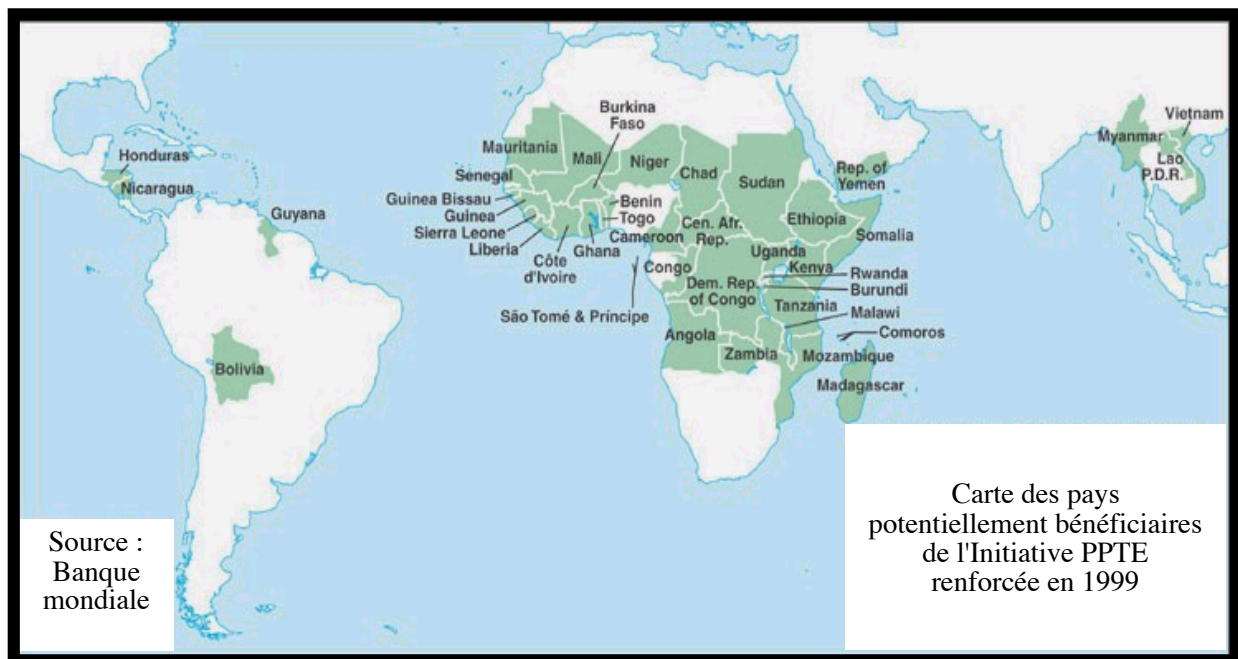 Honduras
Nicaragua
Guyana
Bolivia
Burkina
Faso
Mauritania
Mali
Niger
Chad
Sudan
Senegal
Guinea Bissau
Guinea
Sierra Leone
Liberia
Côte
d'Ivoire
Ghana
Benin
Togo
Cameroon
Cen. Afr.
Rep.
Ethiopia
Somalia
Rep. of
Yemen
Uganda
Kenya
Congo
Dem. Rep.
of Congo
Rwanda
Burundi
Tanzania
Malawi
São Tomé & Príncipe
Comoros
Angola
Zambia
Mozambique
Madagascar
Vietnam
Myanmar
Lao
P.D.R.
Source :
Banque
mondiale
Carte des pays
potentiellement bénéficiaires
de l'Initiative PPTE
renforcée en 1999